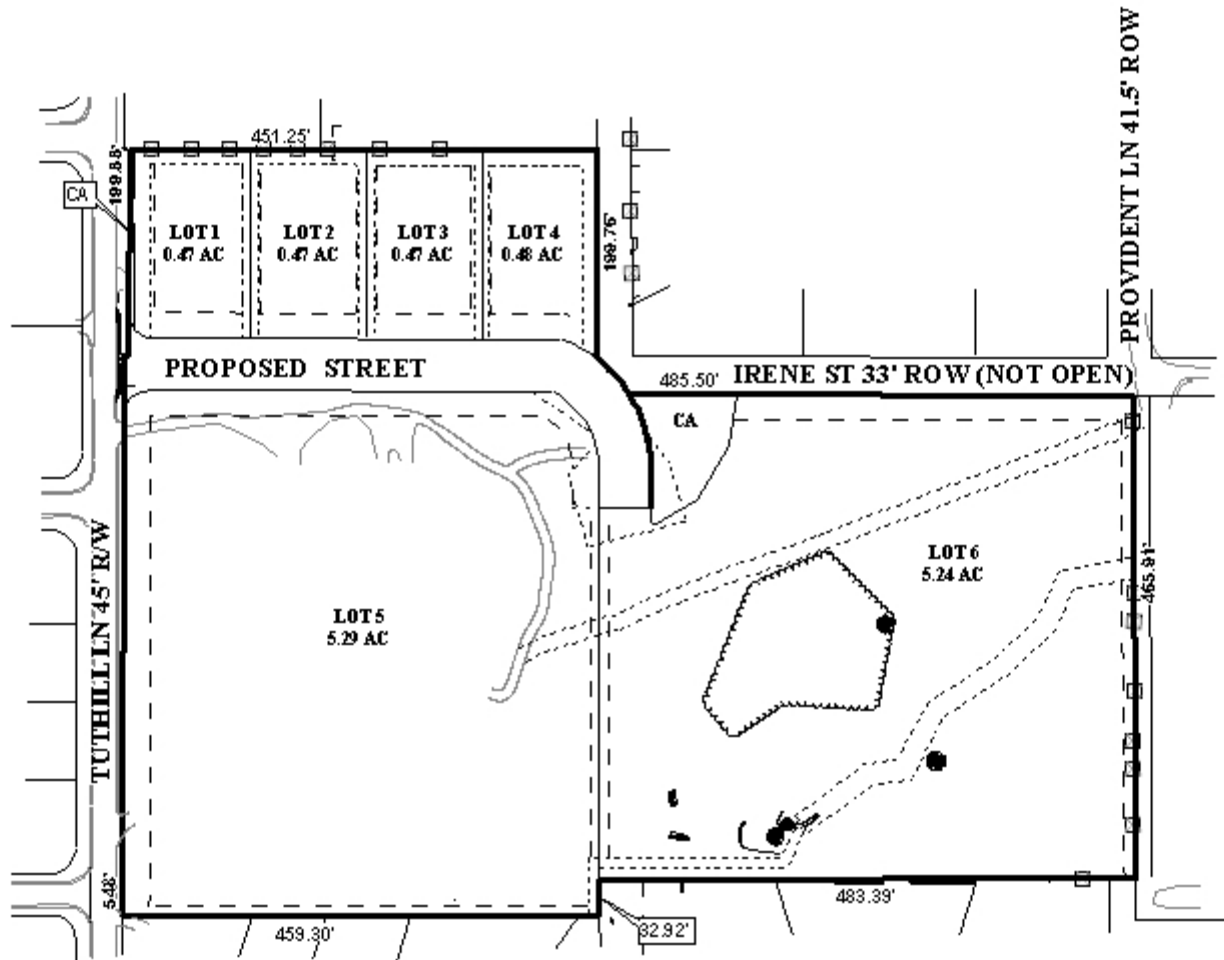 PROVIDENT LN 41.5' ROW
451.25'
199.88'
CA
LOT 1
0.47 AC
LOT 2
0.47 AC
LOT 3
0.47 AC
LOT 4
0.48 AC
199.76'
PROPOSED STREET
485.50'
IRENE ST 33' ROW (NOT OPEN)
CA
TUTHILL LN 45' R/W
LOT 5
5.29 AC
LOT 6
5.24 AC
465.91'
548'
459.30'
32.92'
483.39'